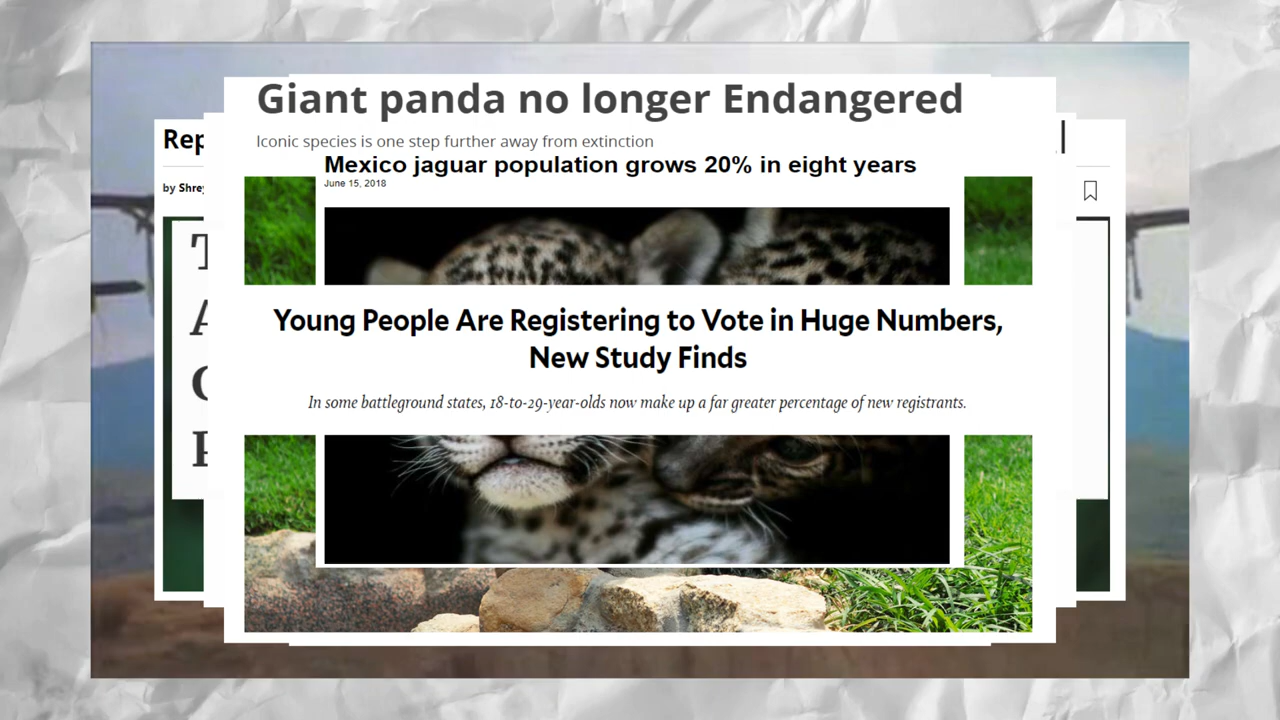 Giant panda no longer Endangered
Iconic species is one step further away from extinction
Mexico jaguar population grows 20% in eight years
June 15, 2018
Young People Are Registering to Vote in Huge Numbers,
New Study Finds
In some battleground states, 18-to-29-year-olds now make up a far greater percentage of new registrants.
by